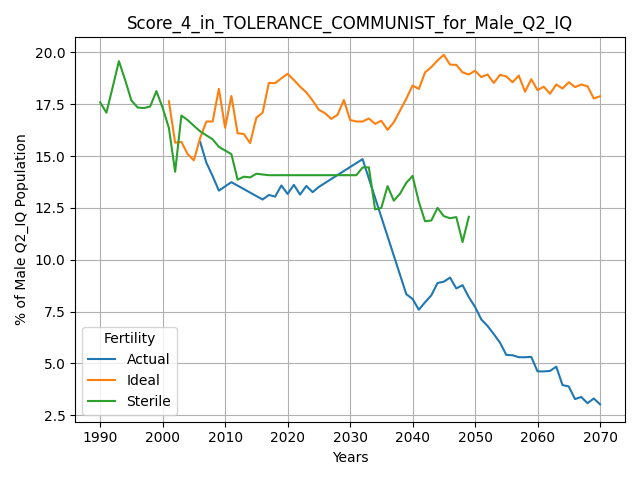 Score_4_in_TOLERANCE_COMMUNIST_for_Male_Q2_IQ
% of Male Q2_IQ Population
20.0
17.5
15.0
12.5
10.0
7.5
5.0
2.5
Fertility
Actual
Ideal
Sterile
1990 2000 2010 2020 2030 2040 2050 2060 2070
Years